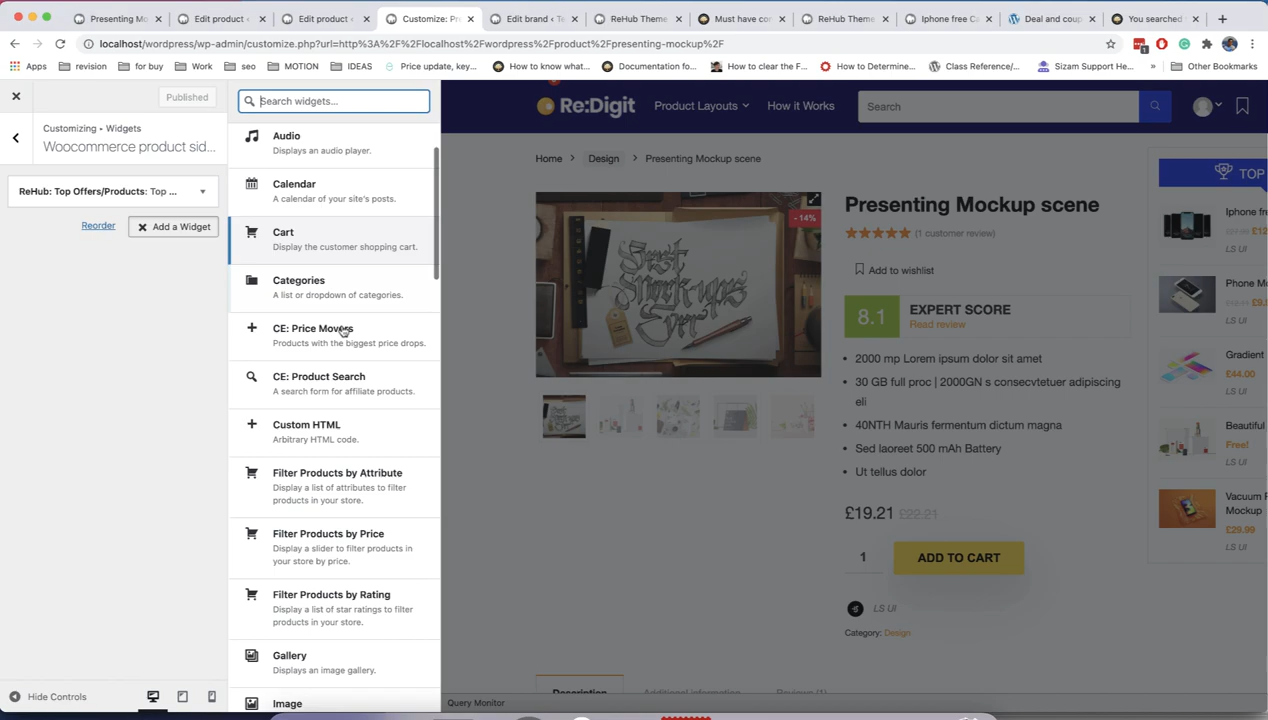 Presenting Mo
Edit product ‹
Edit product ‹
Customize: Pr
Edit brand ‹ Te
ReHub Theme
Must have con
ReHub Theme
Iphone free Ca
Deal and coup
You searched f
localhost/wordpress/wp-admin/customize.php?url=http%3A%2F%2Flocalhost%2Fwordpress%2Fproduct%2Fpresenting-mockup%2F
Apps
revision
for buy
Work
seo
MOTION
IDEAS
Price update, key...
How to know what...
Documentation fo...
How to clear the F...
How to Determine...
Class Reference/...
Sizam Support He...
»
Other Bookmarks
Published
Customizing ▸ Widgets
Woocommerce product sid...
ReHub: Top Offers/Products: Top ...
Reorder
Add a Widget
Hide Controls
Search widgets...
Audio
Displays an audio player.
Calendar
A calendar of your site's posts.
Cart
Display the customer shopping cart.
Categories
A list or dropdown of categories.
CE: Price Movers
Products with the biggest price drops.
CE: Product Search
A search form for affiliate products.
Custom HTML
Arbitrary HTML code.
Filter Products by Attribute
Display a list of attributes to filter
products in your store.
Filter Products by Price
Display a slider to filter products in
your store by price.
Filter Products by Rating
Display a list of star ratings to filter
products in your store.
Gallery
Displays an image gallery.
Image
Re:Digit
Product Layouts
How it Works
Search
Home
Design
Presenting Mockup scene
- 14%
Presenting Mockup scene
(1 customer review)
Add to wishlist
8.1
EXPERT SCORE
Read review
2000 mp Lorem ipsum dolor sit amet
30 GB full proc | 2000GN s consecvtetuer adipiscing
eli
40NTH Mauris fermentum dictum magna
Sed laoreet 500 mAh Battery
Ut tellus dolor
£19.21 £22.21
1
ADD TO CART
LS UI
Category: Design
Description
Additional information
Reviews (1)
Query Monitor
TOP
Iphone fre
£12
LS UI
Phone Mo
£9.
LS UI
Gradient
£44.00
LS UI
Beautiful
Free!
LS UI
Vacuum F
Mockup
£29.99
LS UI